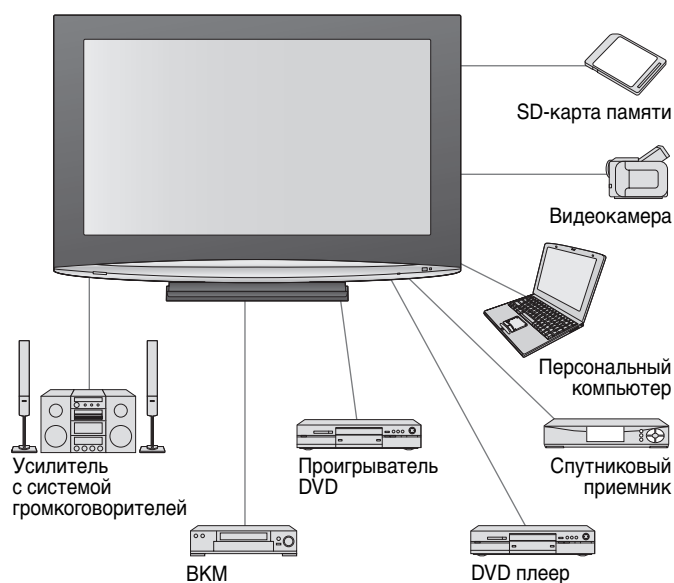 SD-карта памяти
Видеокамера
Персональный
компьютер
Спутниковый
приемник
DVD плеер
Проигрыватель
DVD
ВКМ
Усилитель
с системой
громкоговорителей